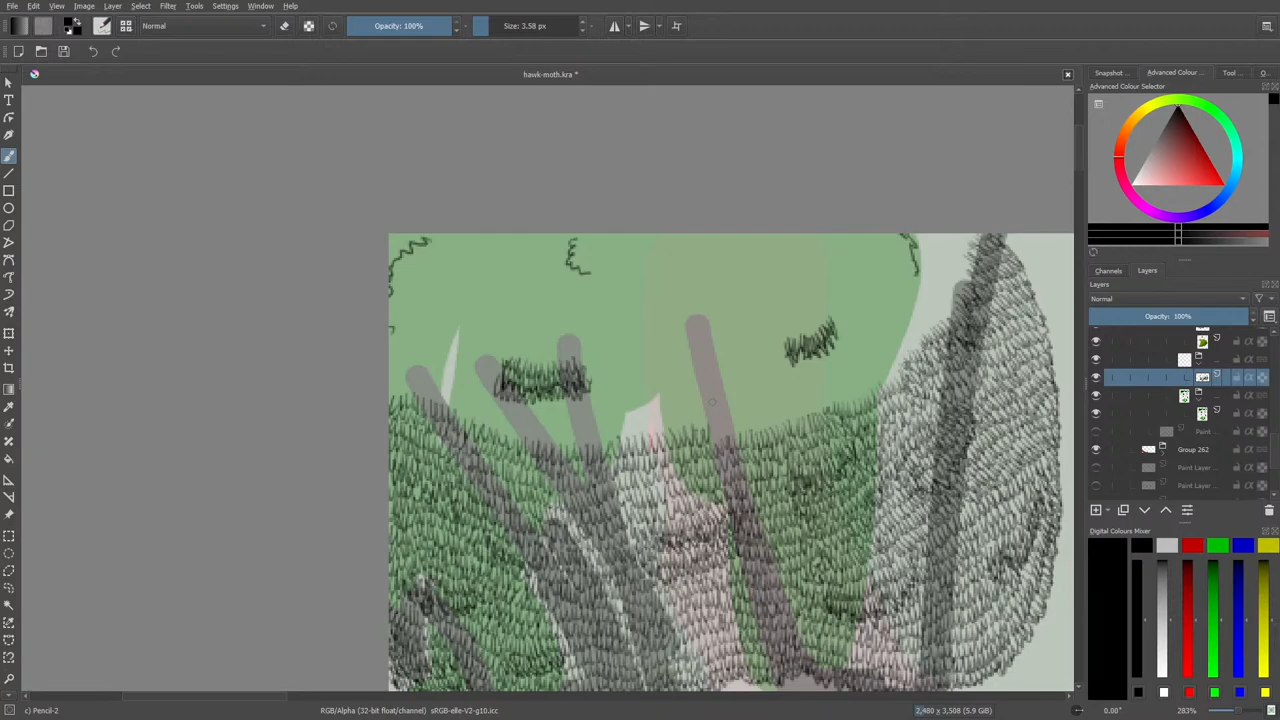 File Edit View Image Layer Select Filter Tools Settings Window Help
Normal Opacity: 100% Size: 3.58 px
hawk-moth.kra *
Snapshot ... Advanced Colour ... Tool ... O...
Advanced Colour Selector
Channels Layers
Layers
Normal
Opacity: 100%
Paint ...
Group 262
Paint Layer ...
Paint Layer ...
Digital Colours Mixer
c) Pencil-2 RGB/Alpha (32-bit float/channel) sRGB-elle-V2-g10.icc 2,480 x 3,508 (5.9 GiB) 0.00° 283%